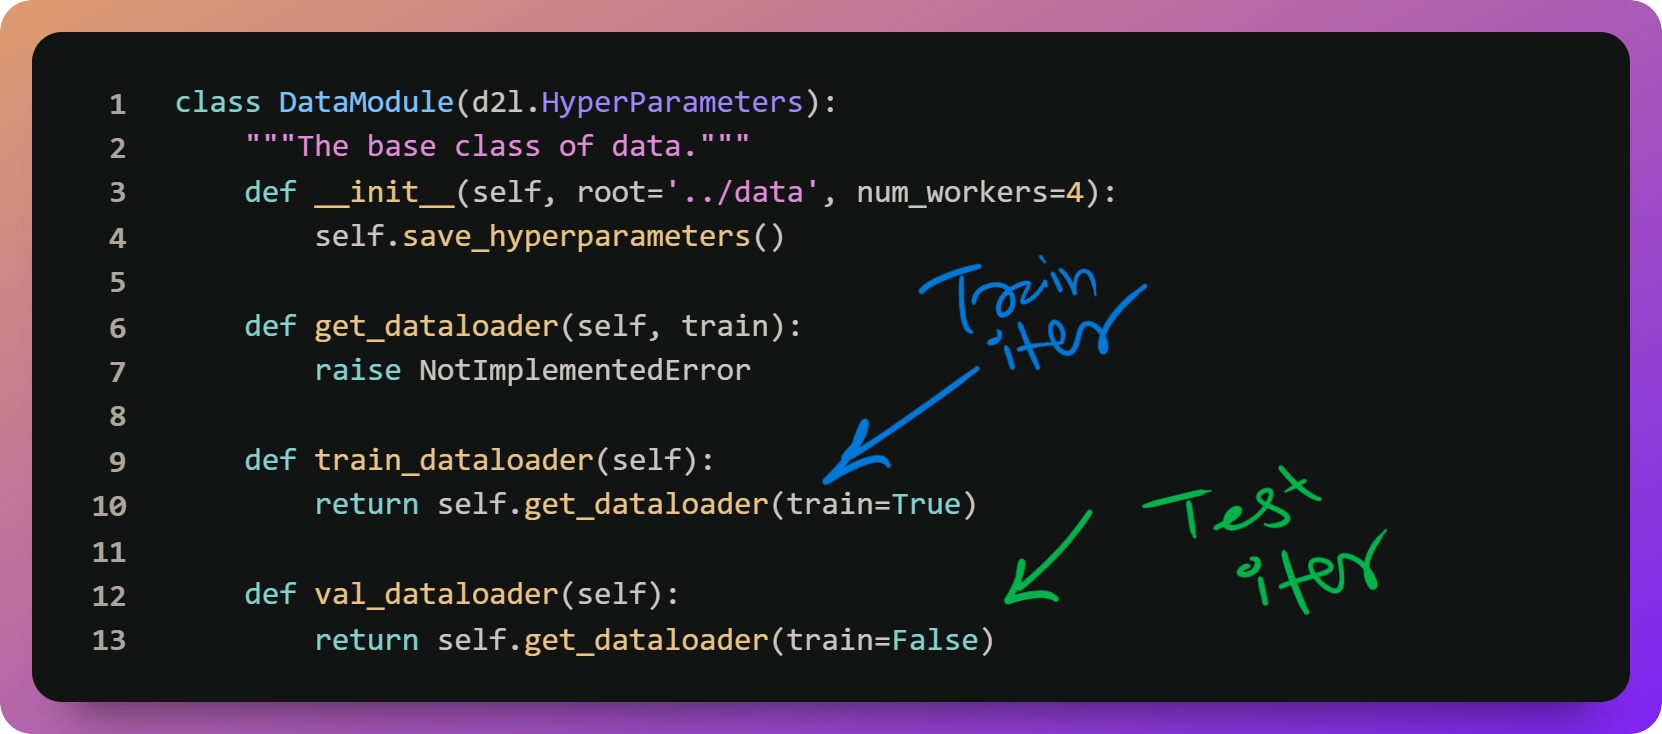 1 class DataModule(d2l.HyperParameters):
2 """The base class of data."""
3 def __init__(self, root='../data', num_workers=4):
4 self.save_hyperparameters()
5
6 def get_dataloader(self, train):
7 raise NotImplementedError
8
9 def train_dataloader(self):
10 return self.get_dataloader(train=True)
11
12 def val_dataloader(self):
13 return self.get_dataloader(train=False)
Train
iter
Test
iter